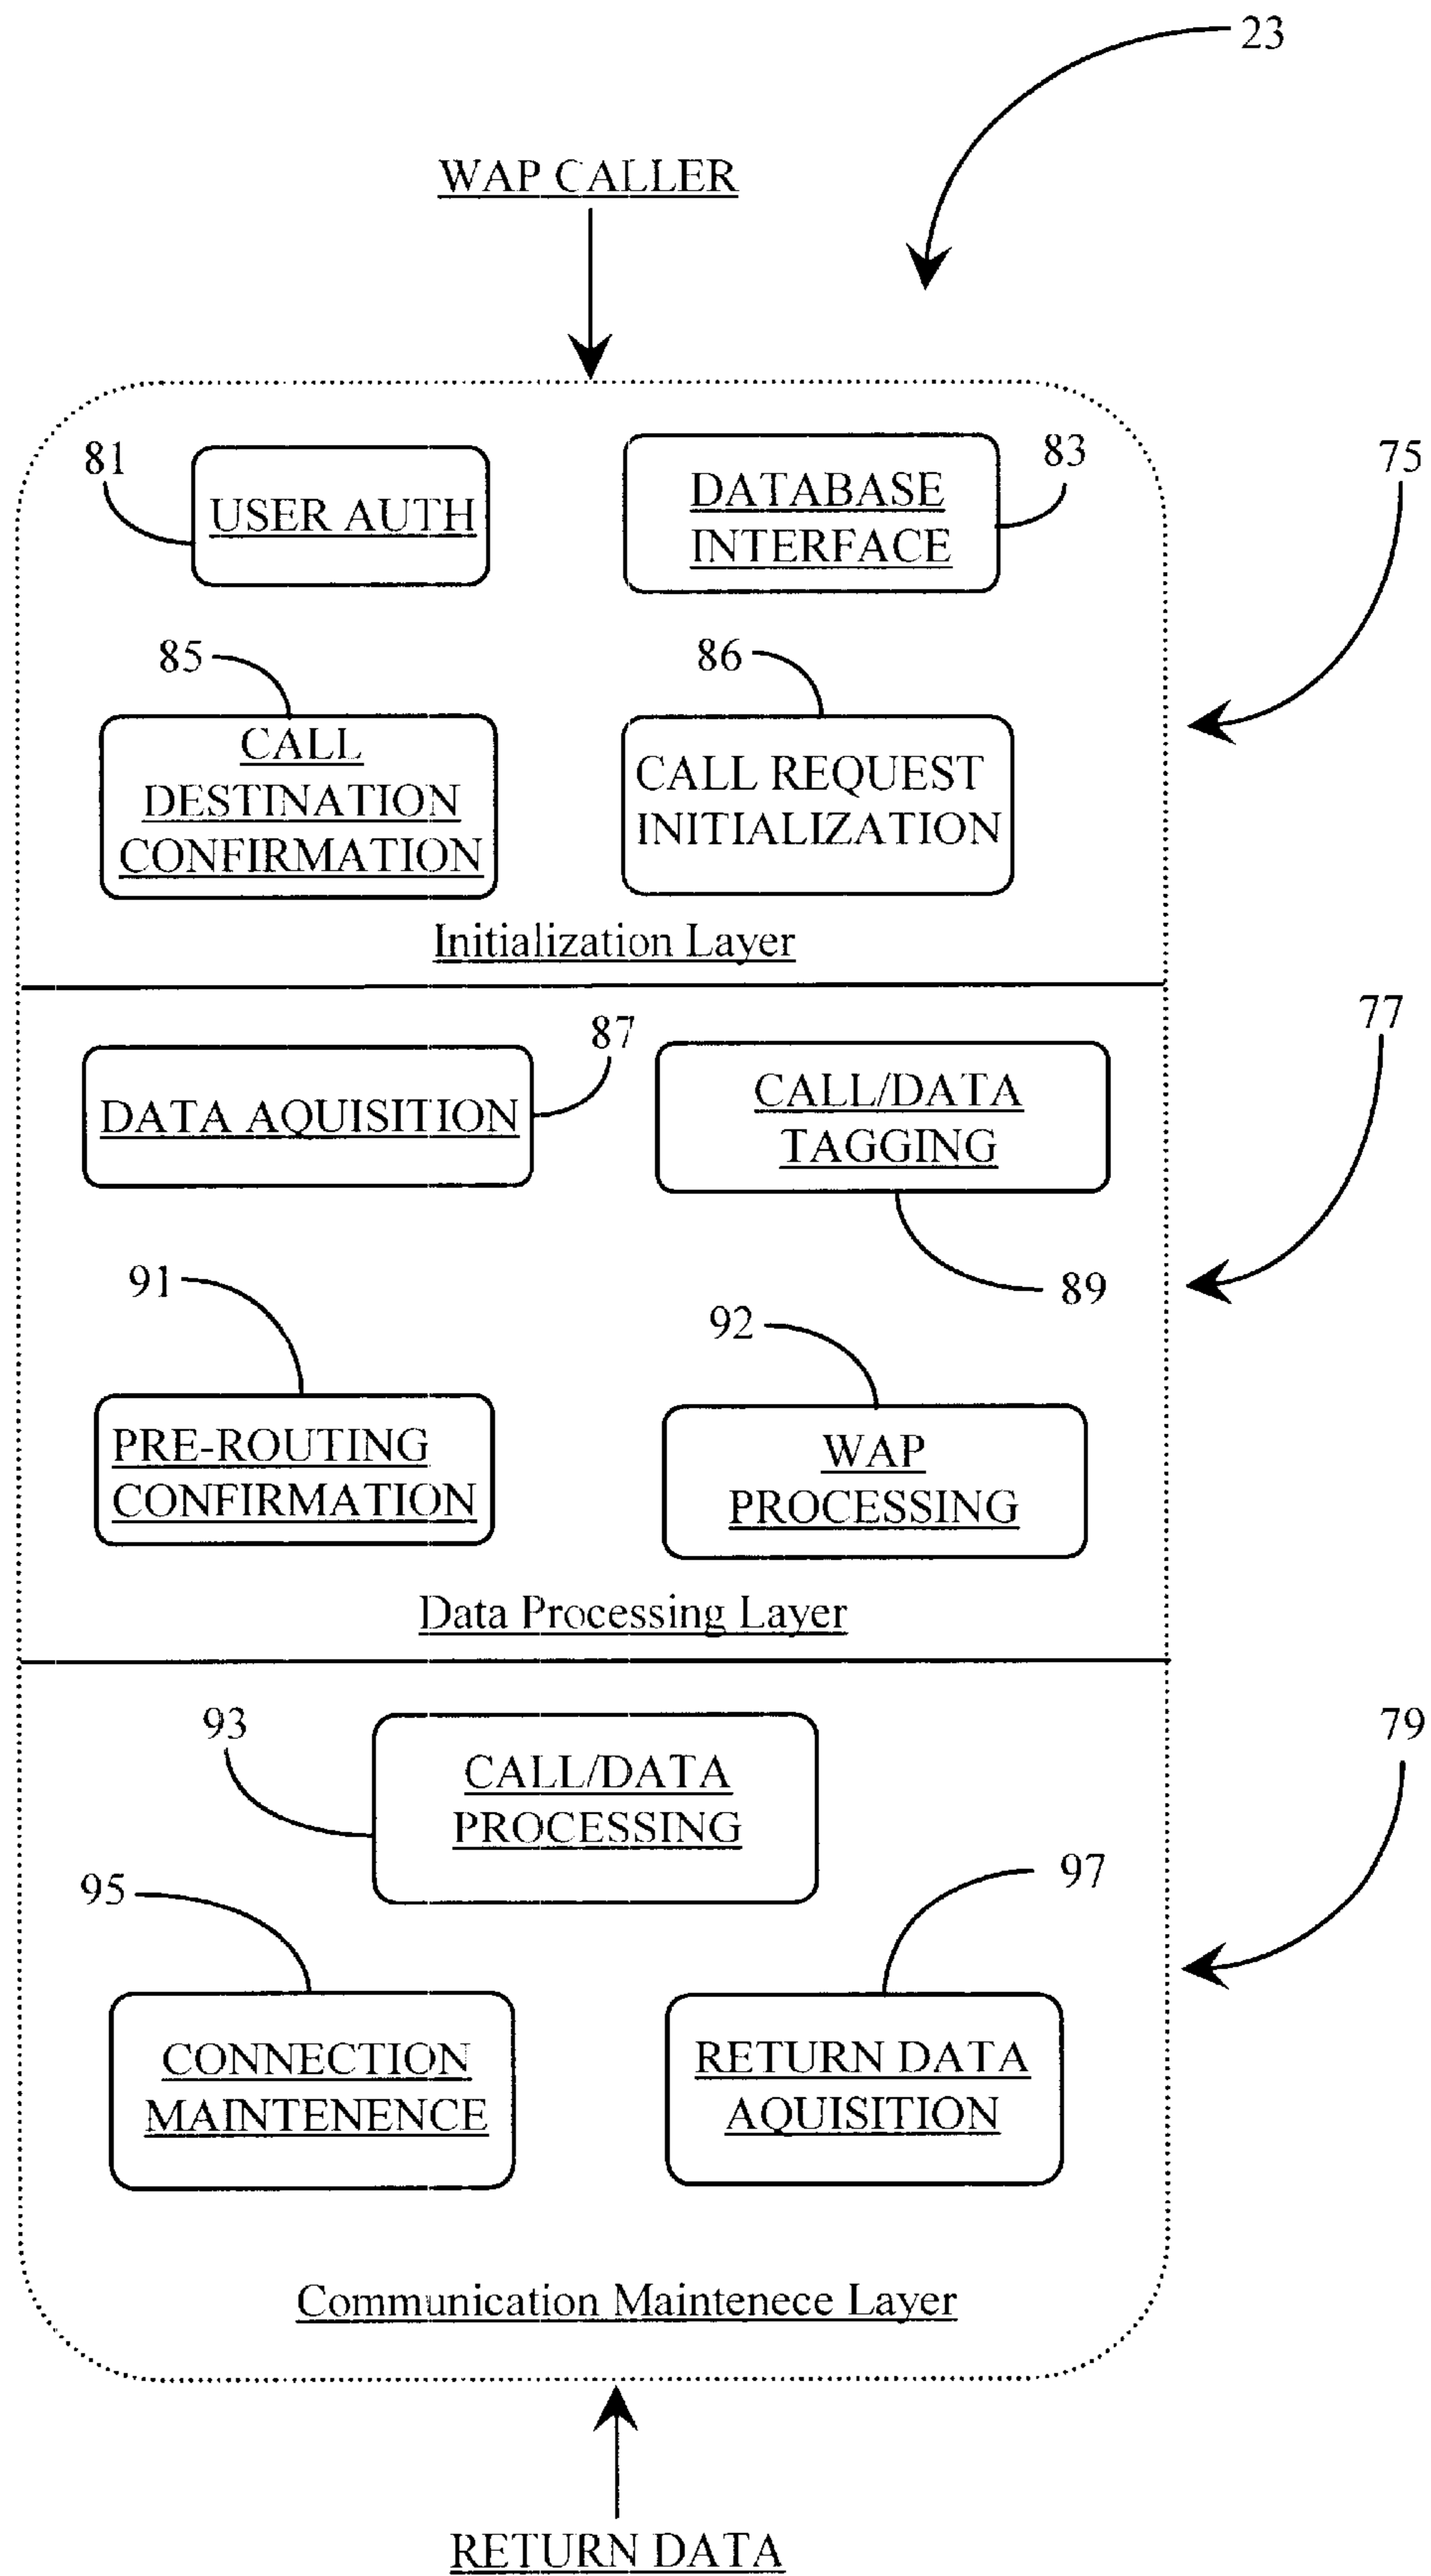 23
WAP CALLER
81
USER AUTH
DATABASE
INTERFACE
83
75
85
CALL
DESTINATION
CONFIRMATION
86
CALL REQUEST
INITIALIZATION
Initialization Layer
77
DATA AQUISITION
87
CALL/DATA
TAGGING
89
91
PRE-ROUTING
CONFIRMATION
92
WAP
PROCESSING
Data Processing Layer
79
93
CALL/DATA
PROCESSING
95
CONNECTION
MAINTENENCE
97
RETURN DATA
AQUISITION
Communication Maintenece Layer
RETURN DATA